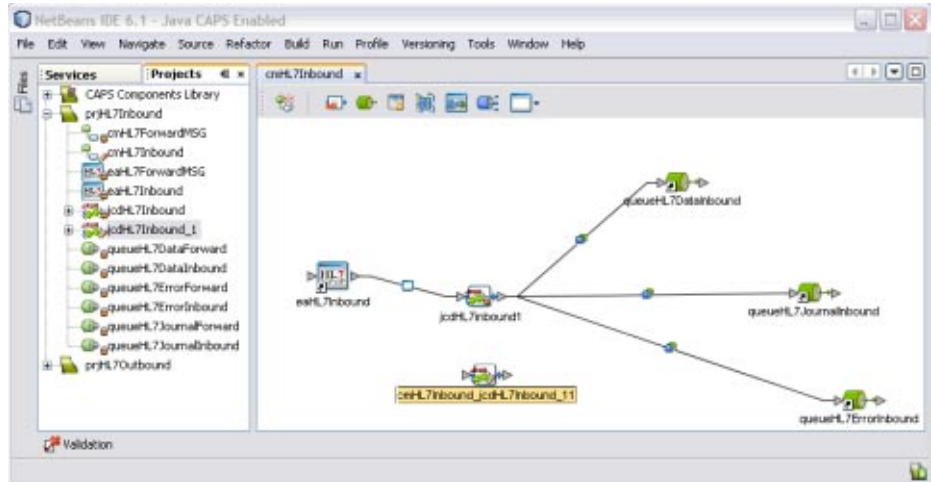 NetBeans IDE 6.1 - Java CAPS Enabled
File Edit View Navigate Source Refactor Build Run Profile Versioning Tools Window Help
Files
Services Projects
cmHL7Inbound
CAPS Components Library
prjHL7Inbound
cmHL7ForwardMSG
cmHL7Inbound
eaHL7ForwardMSG
eaHL7Inbound
jcdHL7Inbound
jcdHL7Inbound_1
queueHL7DataForward
queueHL7DataInbound
queueHL7ErrorForward
queueHL7ErrorInbound
queueHL7JournalForward
queueHL7JournalInbound
prjHL7Outbound
queueHL7DataInbound
HL7
eaHL7Inbound
jcdHL7Inbound1
queueHL7JournalInbound
cmHL7Inbound_jcdHL7Inbound_11
queueHL7ErrorInbound
Validation